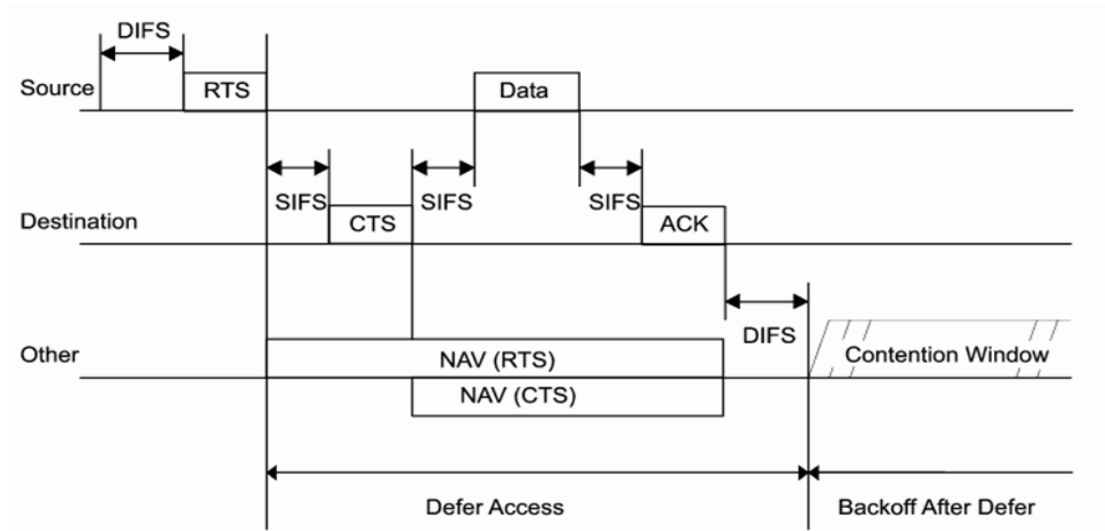 DIFS
Source
RTS
Data
SIFS
SIFS
SIFS
Destination
CTS
ACK
DIFS
Other
NAV (RTS)
Contention Window
NAV (CTS)
Defer Access
Backoff After Defer